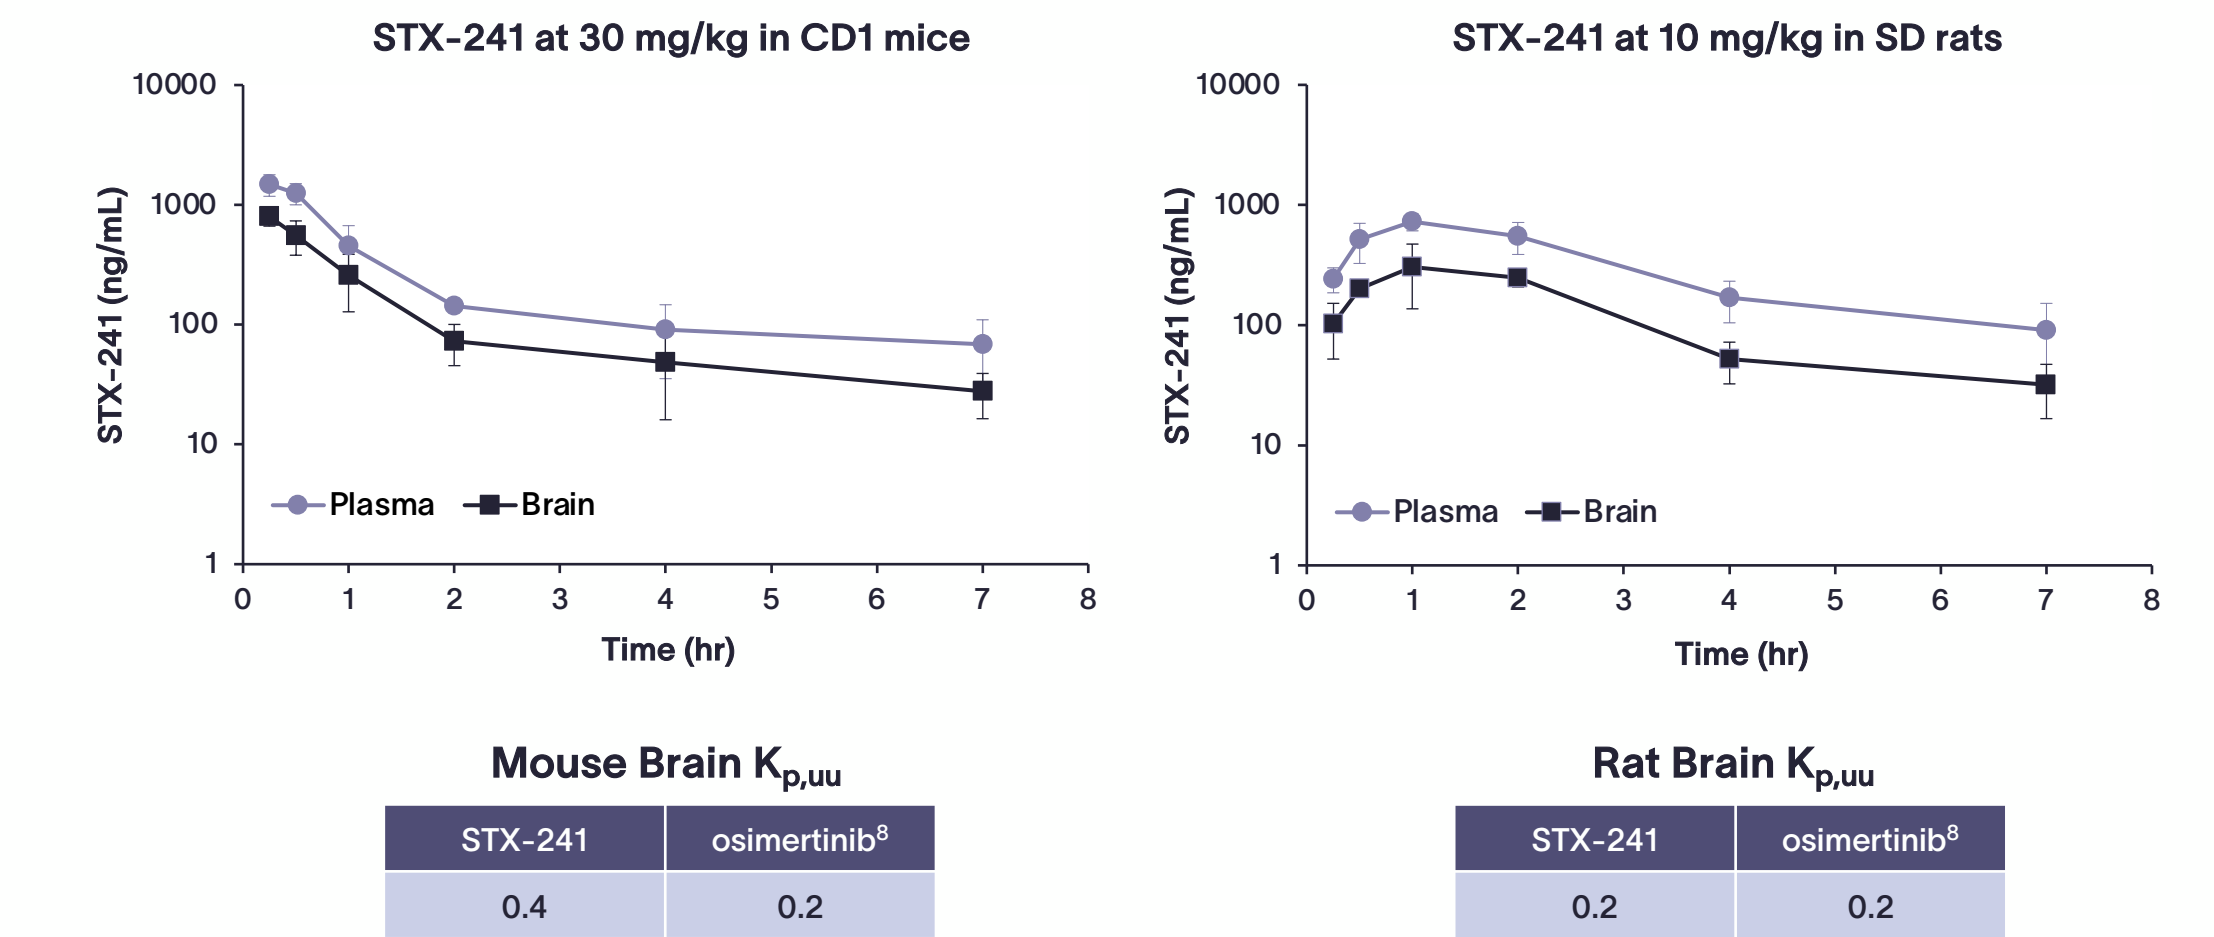 STX-241 at 30 mg/kg in CD1 mice
10000
1000
100
10
1
STX-241 (ng/mL)
Plasma
Brain
0 1 2 3 4 5 6 7 8
Time (hr)
Mouse Brain Kp,uu
STX-241 osimertinib⁸
0.4 0.2
STX-241 at 10 mg/kg in SD rats
10000
1000
100
10
1
STX-241 (ng/mL)
Plasma
Brain
0 1 2 3 4 5 6 7 8
Time (hr)
Rat Brain Kp,uu
STX-241 osimertinib⁸
0.2 0.2